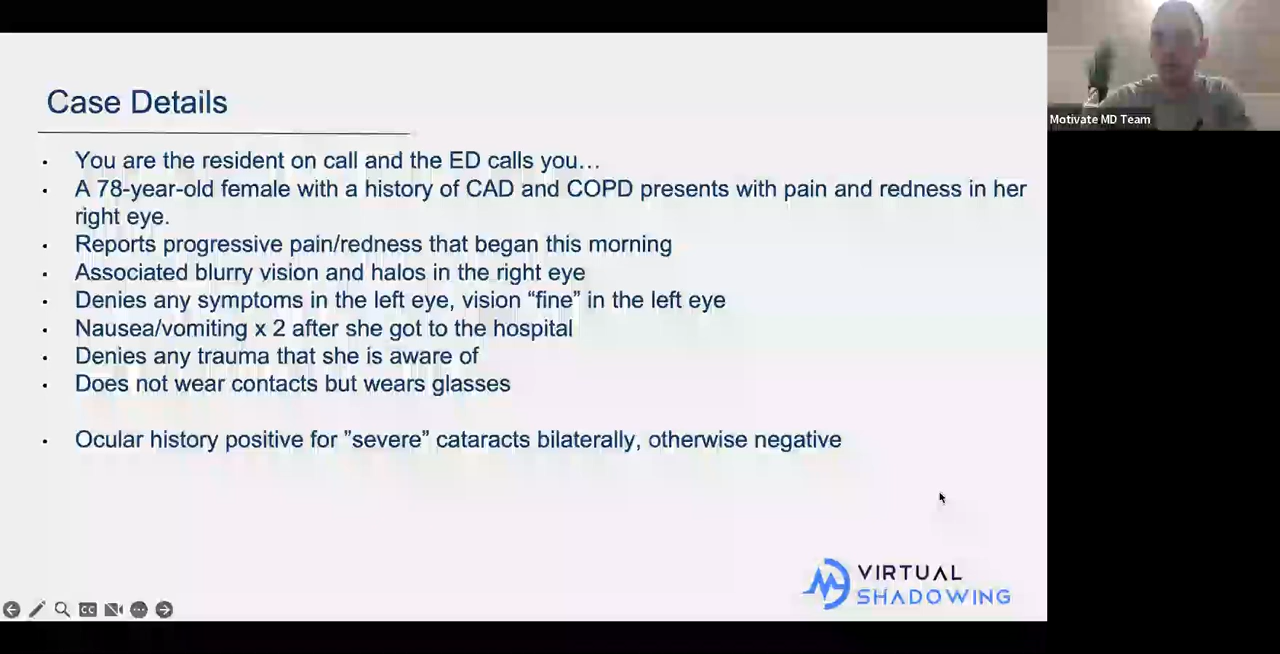 Case Details
• You are the resident on call and the ED calls you…
• A 78-year-old female with a history of CAD and COPD presents with pain and redness in her
right eye.
• Reports progressive pain/redness that began this morning
• Associated blurry vision and halos in the right eye
• Denies any symptoms in the left eye, vision “fine” in the left eye
• Nausea/vomiting x 2 after she got to the hospital
• Denies any trauma that she is aware of
• Does not wear contacts but wears glasses
• Ocular history positive for ”severe” cataracts bilaterally, otherwise negative
VIRTUAL
SHADOWING
CC
Motivate MD Team